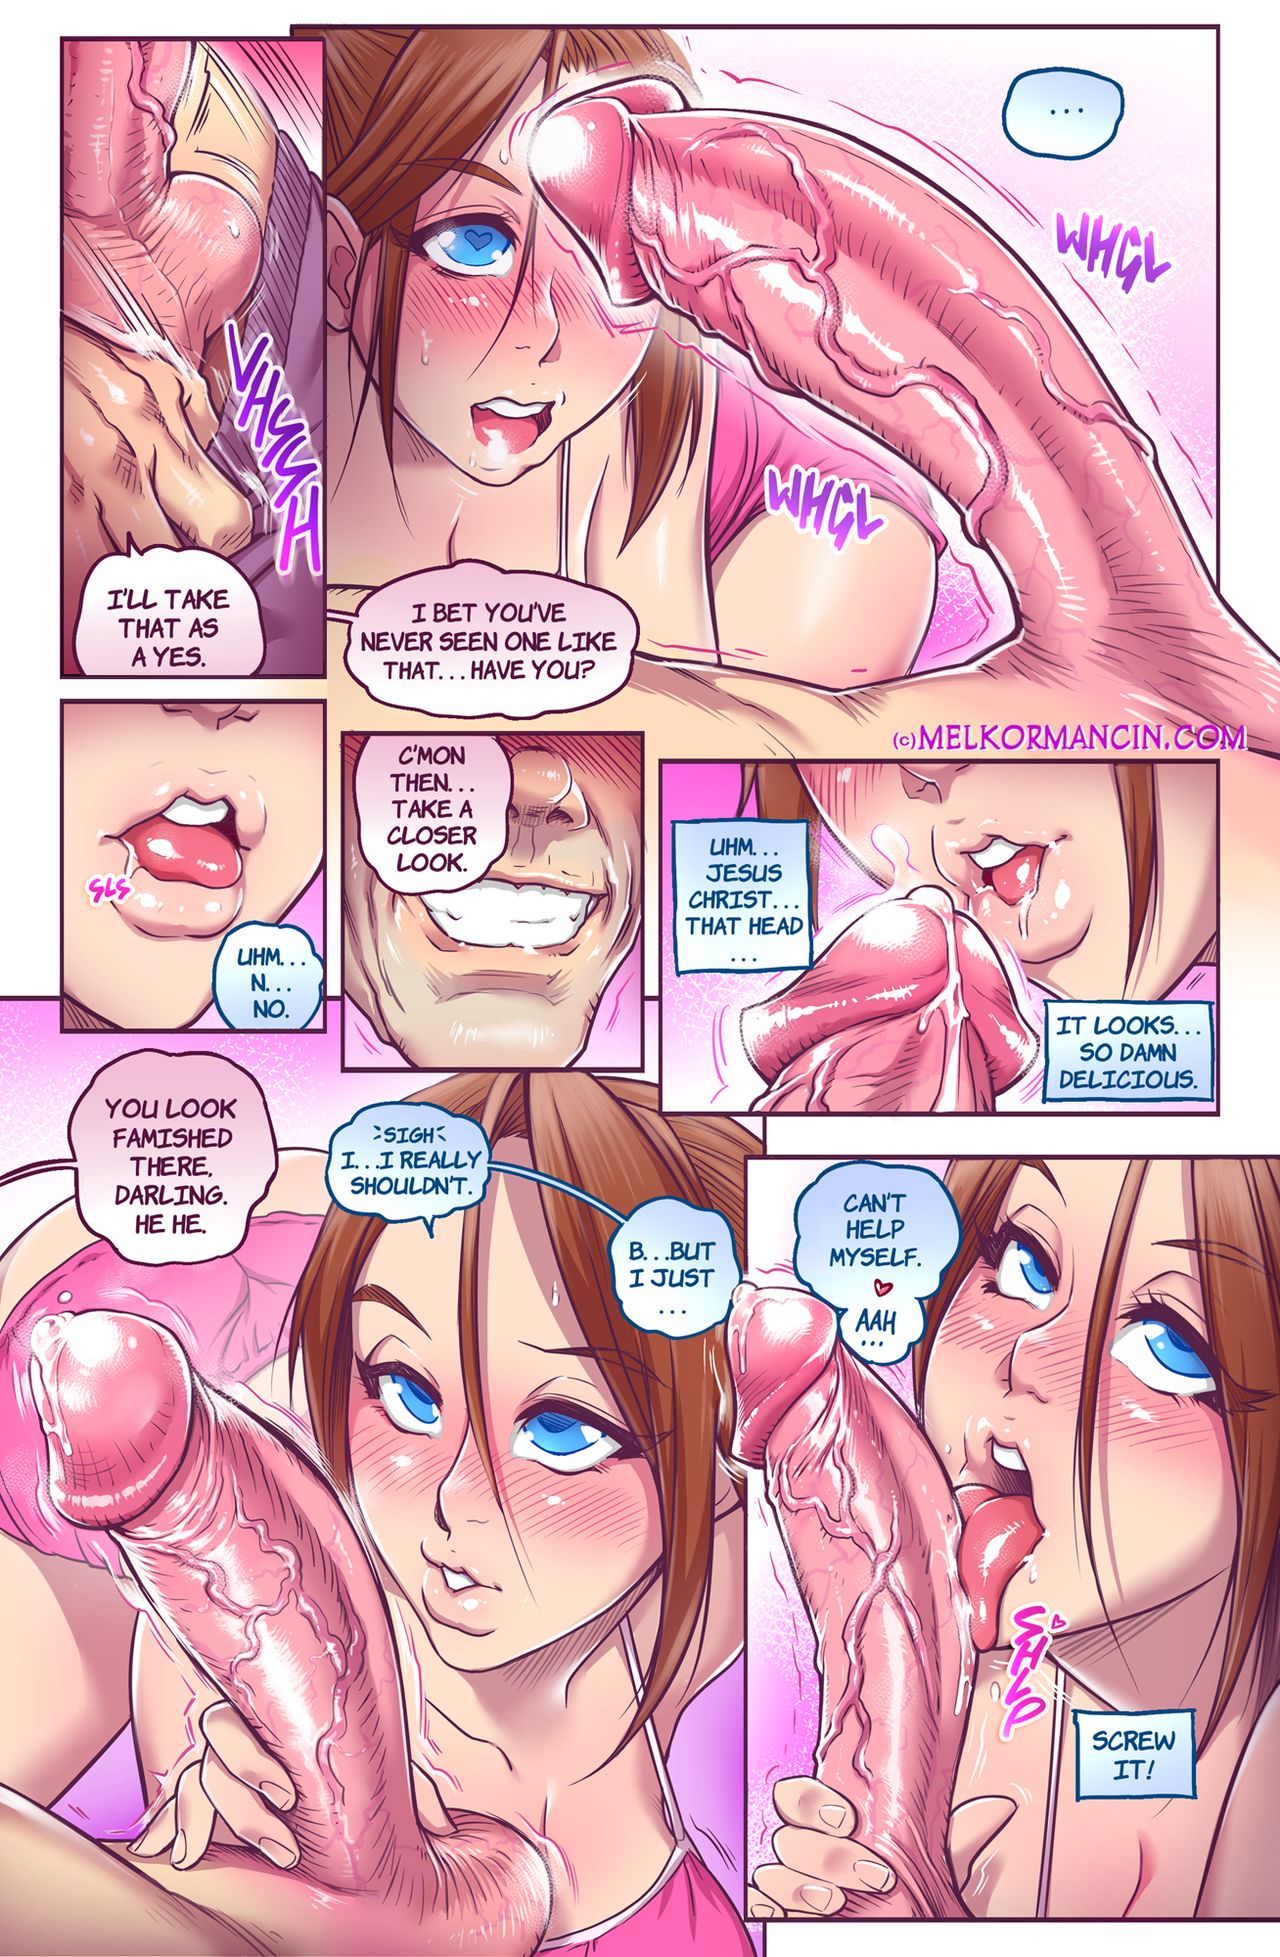 I'LL TAKE
THAT AS
A YES.
VHSSSH
...
WHGL
WHGL
I BET YOU'VE
NEVER SEEN ONE LIKE
THAT...HAVE YOU?
(C)MELKORMANCIN.COM
SLS
UHM...
N...
NO.
C'MON
THEN...
TAKE A
CLOSER
LOOK.
UHM...
JESUS
CHRIST...
THAT HEAD
...
IT LOOKS...
SO DAMN
DELICIOUS.
YOU LOOK
FAMISHED
THERE,
DARLING.
HE HE.
SIGH
I...I REALLY
SHOULDN'T.
B...BUT
I JUST
...
CAN'T
HELP
MYSELF.
AAH
...
SHLP
SCREW
IT!